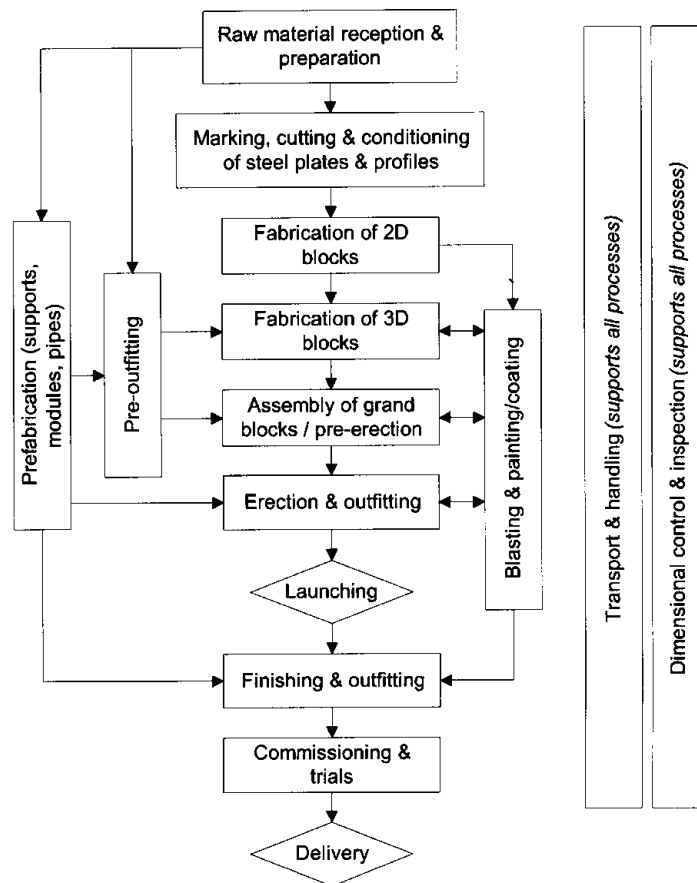 Raw material reception &
preparation
Marking, cutting & conditioning
of steel plates & profiles
Fabrication of 2D
blocks
Prefabrication (supports,
modules, pipes)
Pre-outfitting
Fabrication of 3D
blocks
Assembly of grand
blocks / pre-erection
Erection & outfitting
Blasting & painting/coating
Launching
Finishing & outfitting
Commissioning &
trials
Delivery
Transport & handling (supports all processes)
Dimensional control & inspection (supports all processes)